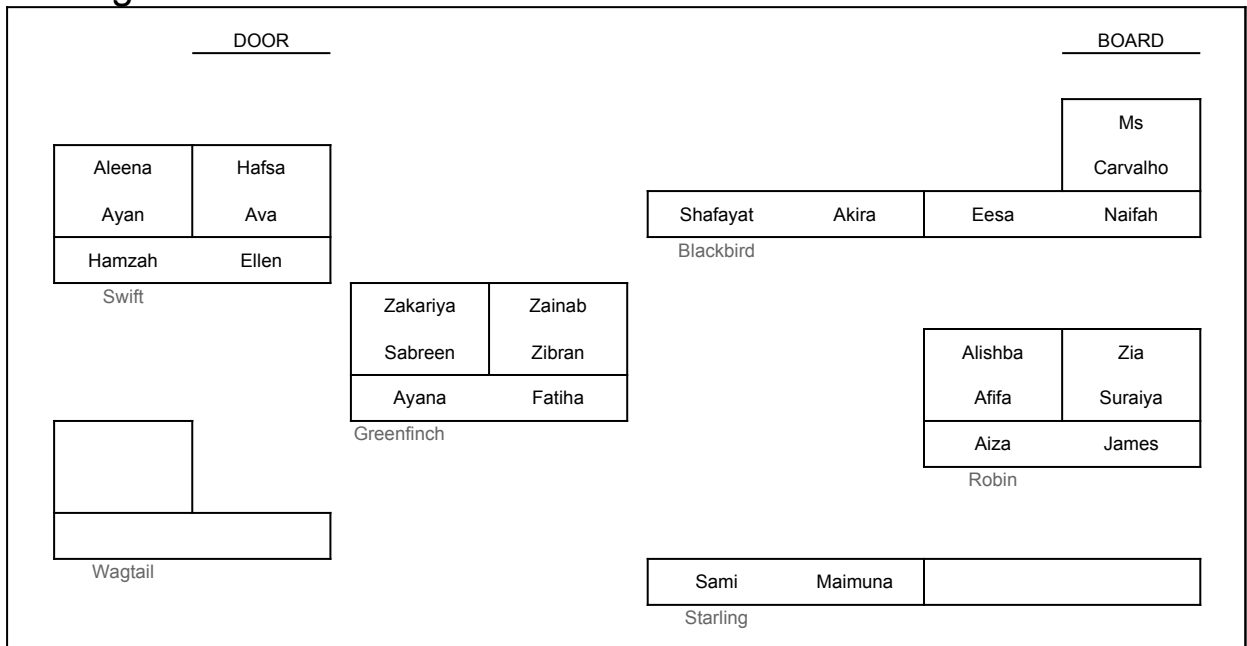 DOOR BOARD
Ms
Carvalho
Aleena Hafsa
Ayan Ava
Hamzah Ellen
Swift
Shafayat Akira Eesa Naifah
Blackbird
Zakariya Zainab
Sabreen Zibran
Ayana Fatiha
Greenfinch
Alishba Zia
Afifa Suraiya
Aiza James
Robin
Wagtail
Sami Maimuna
Starling